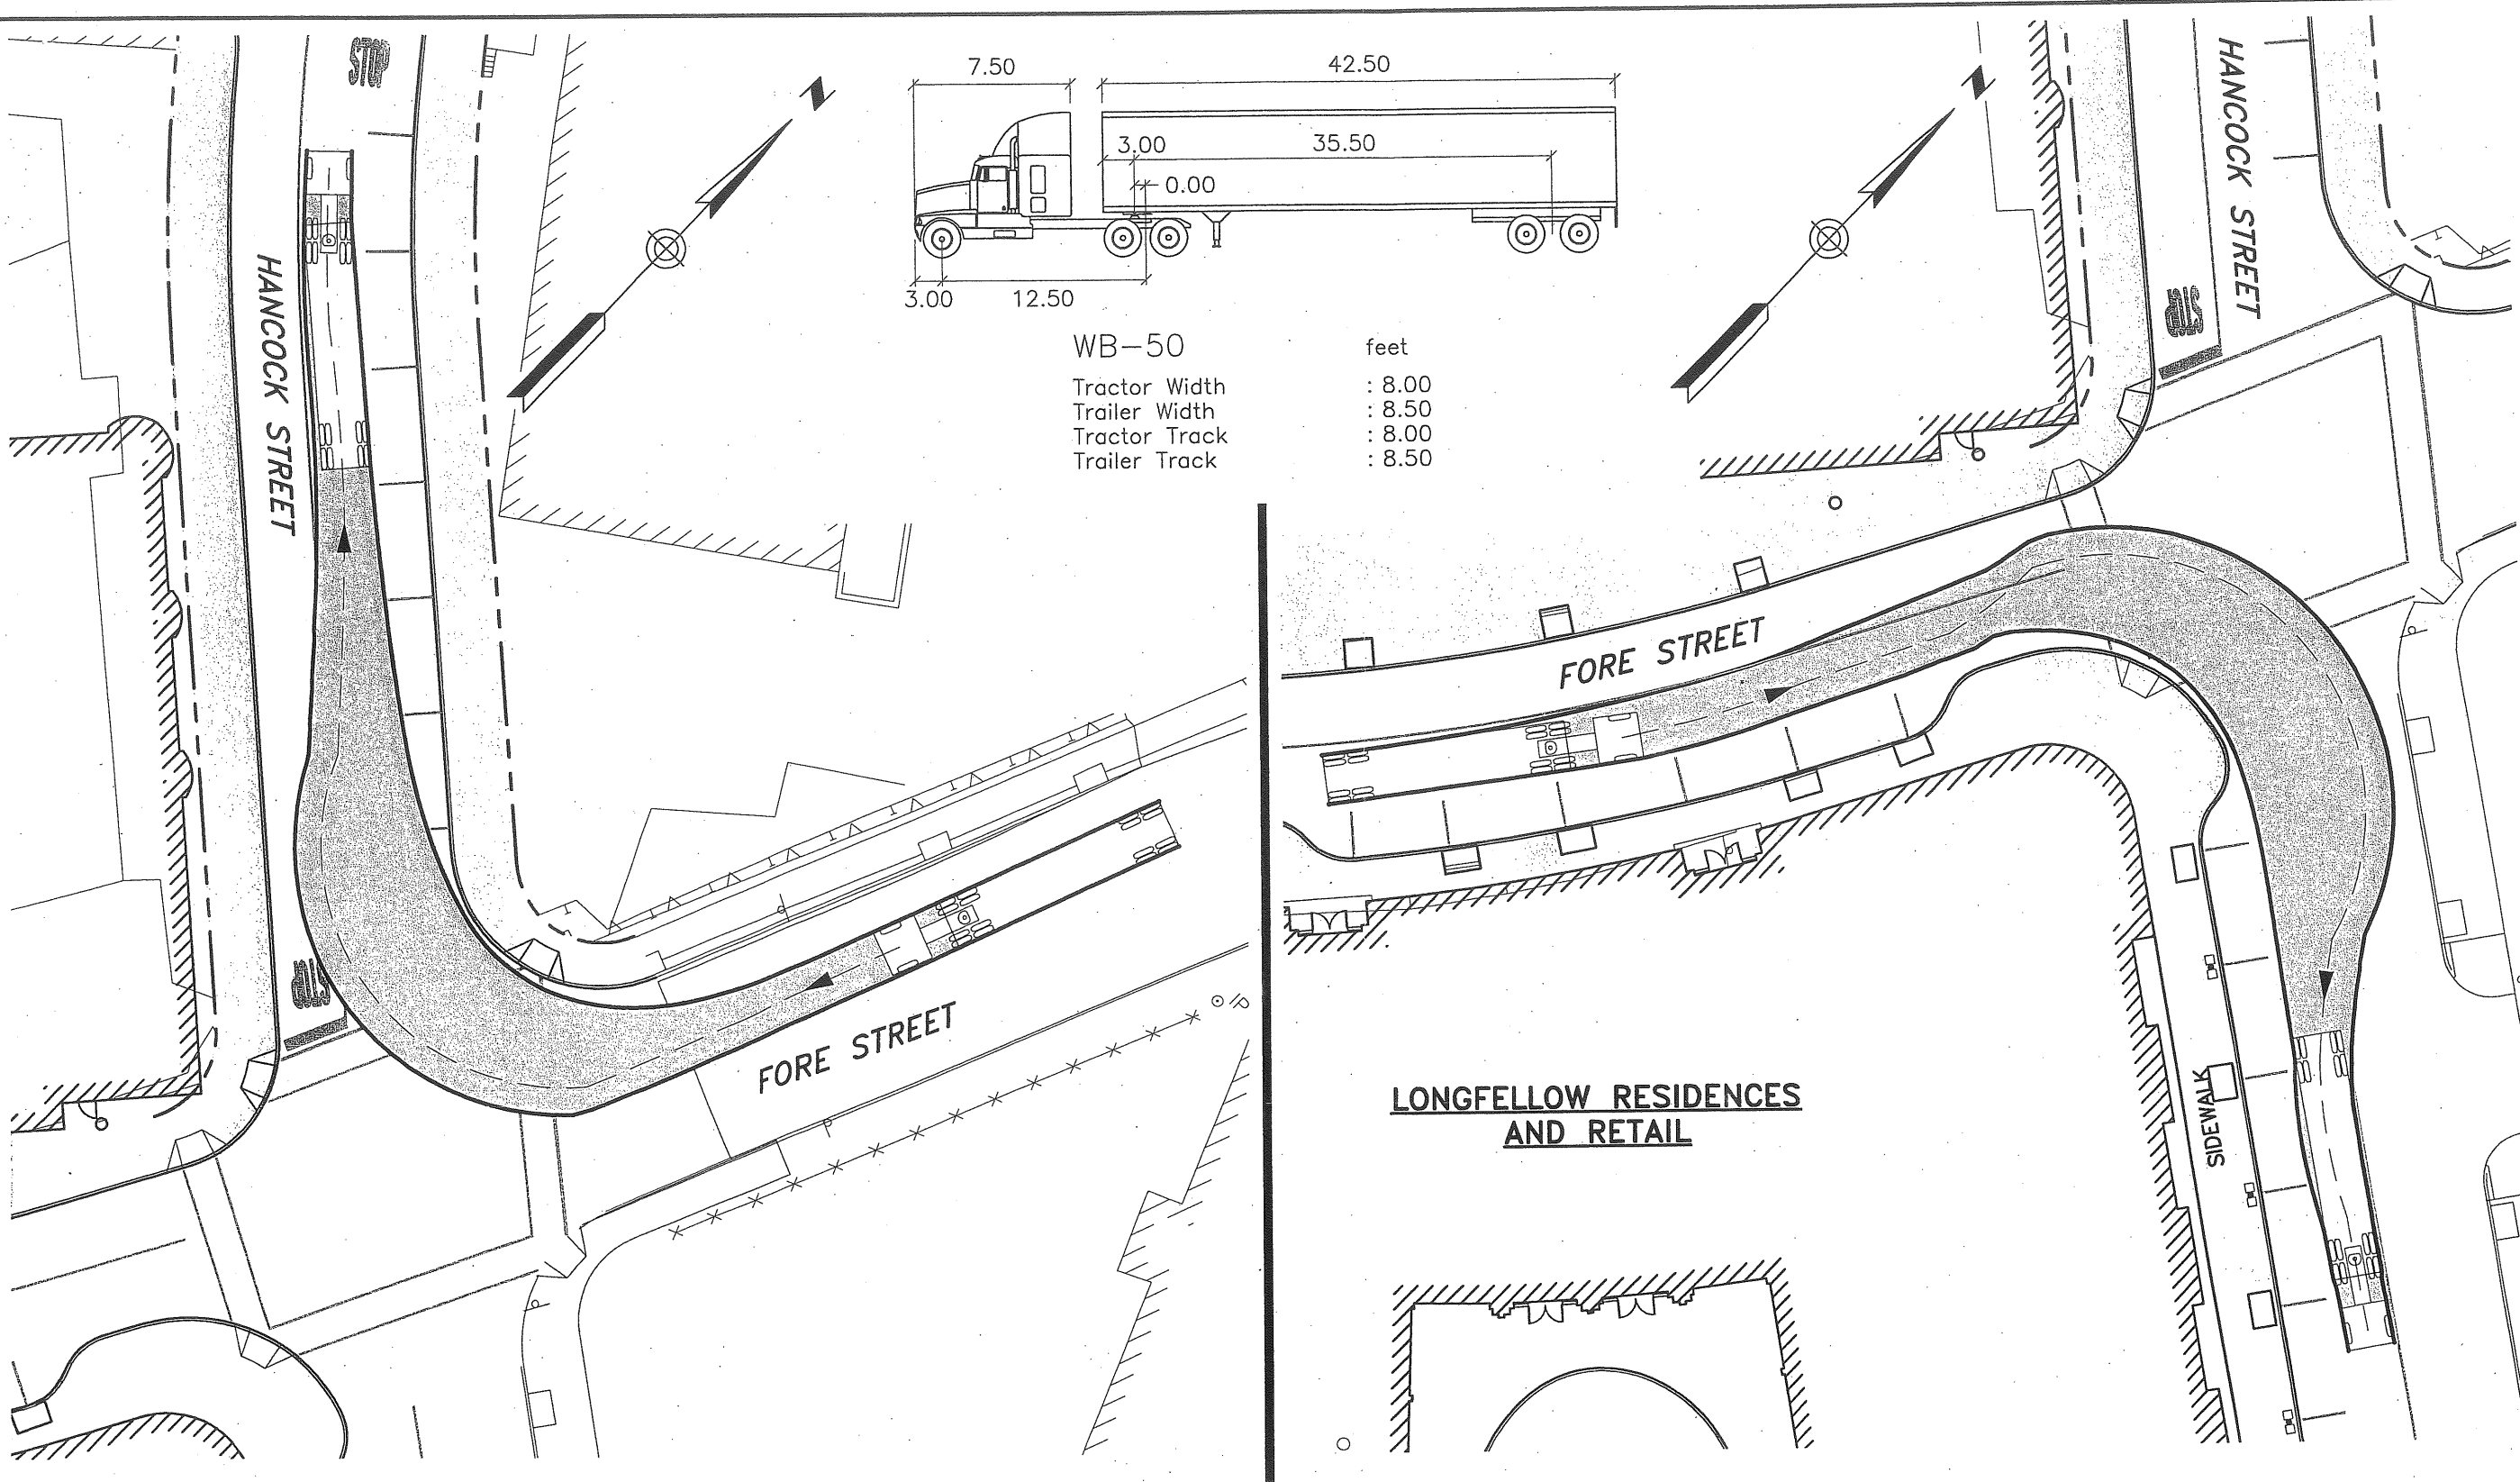 STOP
N
7.50
42.50
3.00
35.50
0.00
3.00
12.50
WB-50
feet
Tractor Width : 8.00
Trailer Width : 8.50
Tractor Track : 8.00
Trailer Track : 8.50
HANCOCK STREET
STOP
FORE STREET
N
HANCOCK STREET
STOP
FORE STREET
LONGFELLOW RESIDENCES
AND RETAIL
SIDEWALK